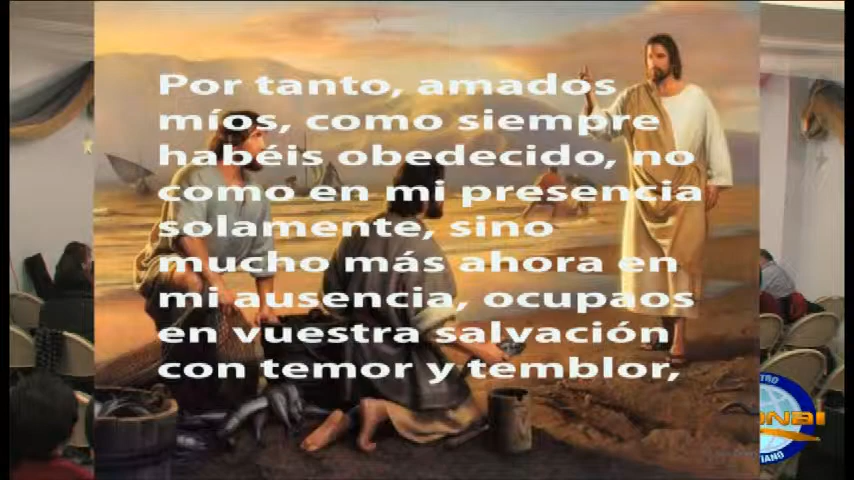 Por tanto, amados
míos, como siempre
habéis obedecido, no
como en mi presencia
solamente, sino
mucho más ahora en
mi ausencia, ocupaos
en vuestra salvación
con temor y temblor,